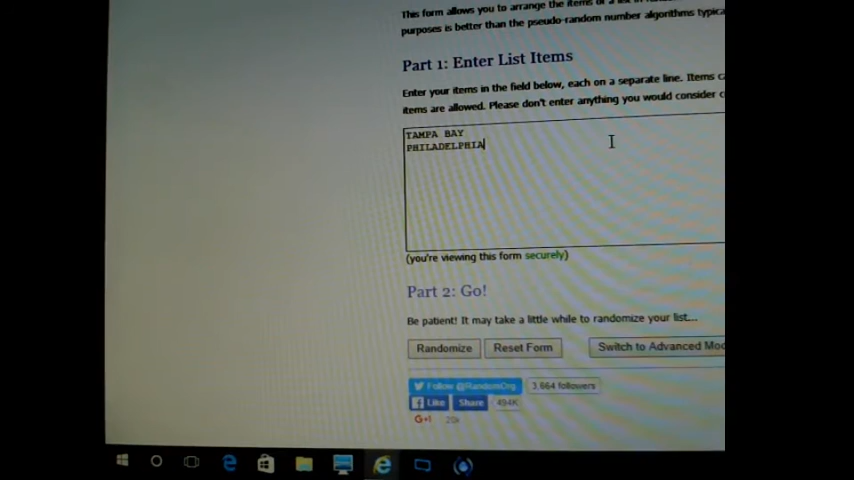 This form allows you to arrange the items of a list in
purposes is better than the pseudo-random number algorithms
Part 1: Enter List Items
Enter your items in the field below, each on a separate line. Items
items are allowed. Please don't enter anything you would consider
TAMPA BAY
PHILADELPHIA
(you're viewing this form securely)
Part 2: Go!
Be patient! It may take a little while to randomize your list...
Randomize Reset Form Switch to Advanced
Follow @RandomOrg 3,664 followers
Like Share 494K
G+1 20k